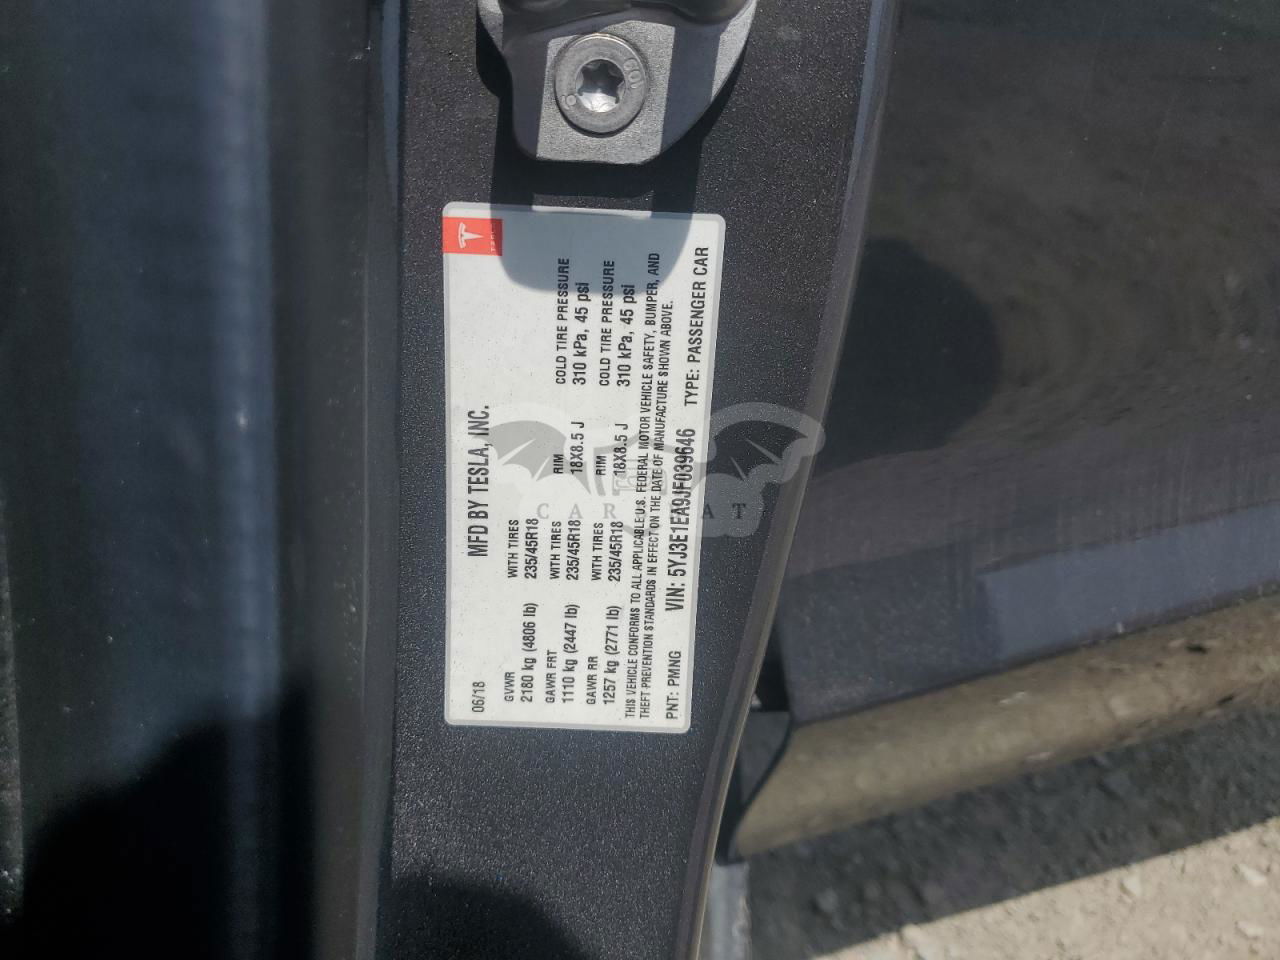 TESLA
MFD BY TESLA, INC.
06/18
GVWR
2180 kg (4806 lb)
WITH TIRES
235/45R18
GAWR FRT
1110 kg (2447 lb)
WITH TIRES
235/45R18
RIM
18X8.5 J
COLD TIRE PRESSURE
310 kPa, 45 psi
GAWR RR
1257 kg (2771 lb)
WITH TIRES
235/45R18
RIM
18X8.5 J
COLD TIRE PRESSURE
310 kPa, 45 psi
THIS VEHICLE CONFORMS TO ALL APPLICABLE U.S. FEDERAL MOTOR VEHICLE SAFETY, BUMPER, AND
THEFT PREVENTION STANDARDS IN EFFECT ON THE DATE OF MANUFACTURE SHOWN ABOVE.
PNT: PMNG VIN: 5YJ3E1EA9JF039646 TYPE: PASSENGER CAR